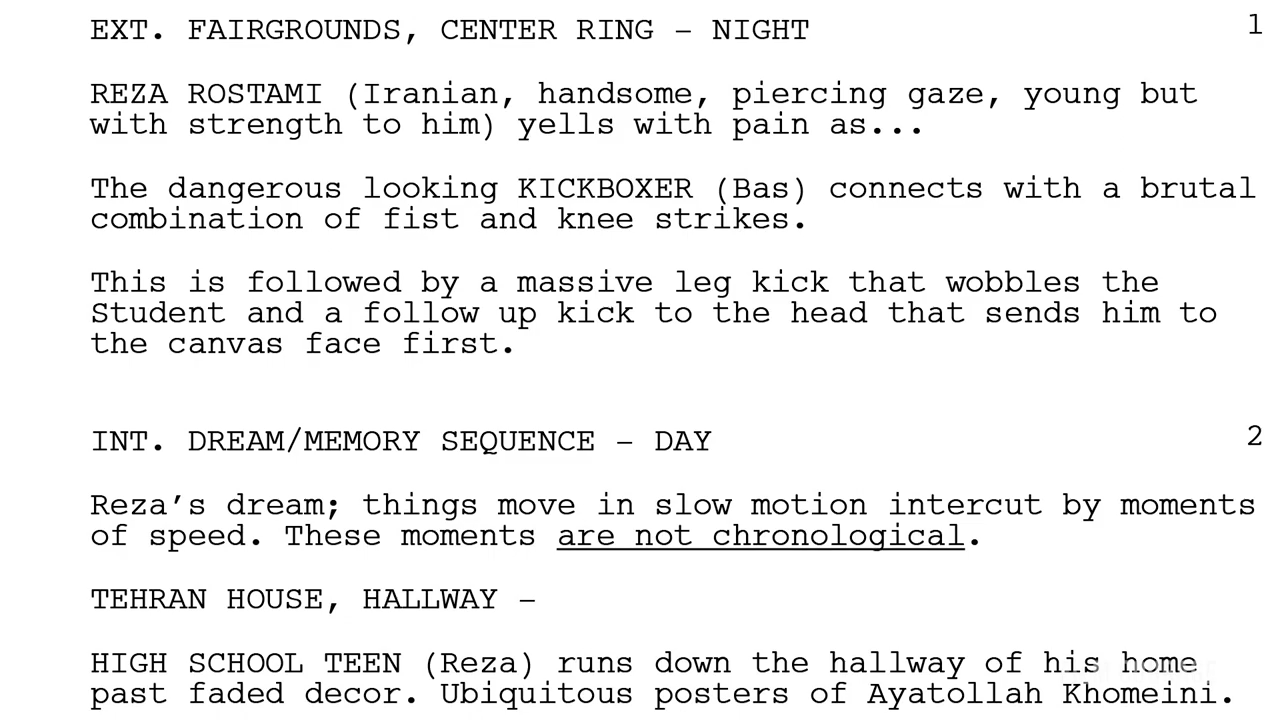 EXT. FAIRGROUNDS, CENTER RING – NIGHT 1
REZA ROSTAMI (Iranian, handsome, piercing gaze, young but
with strength to him) yells with pain as...
The dangerous looking KICKBOXER (Bas) connects with a brutal
combination of fist and knee strikes.
This is followed by a massive leg kick that wobbles the
Student and a follow up kick to the head that sends him to
the canvas face first.
INT. DREAM/MEMORY SEQUENCE – DAY 2
Reza’s dream; things move in slow motion intercut by moments
of speed. These moments are not chronological.
TEHRAN HOUSE, HALLWAY –
HIGH SCHOOL TEEN (Reza) runs down the hallway of his home
past faded decor. Ubiquitous posters of Ayatollah Khomeini.